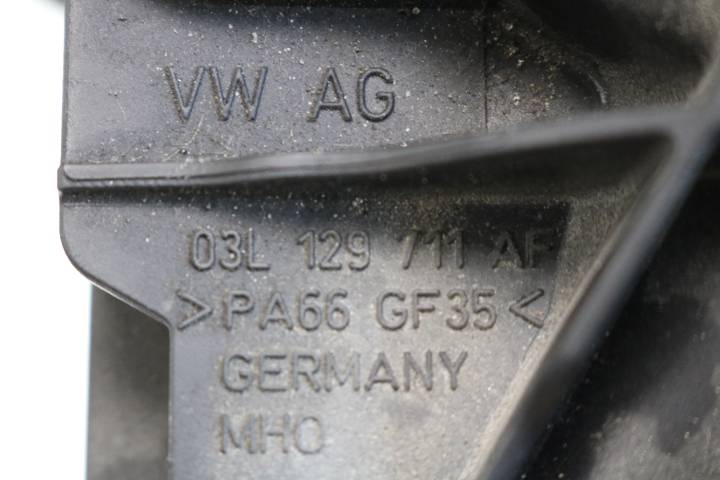 VW AG
03L 129 711 AF
>PA66 GF35<
GERMANY
MHO